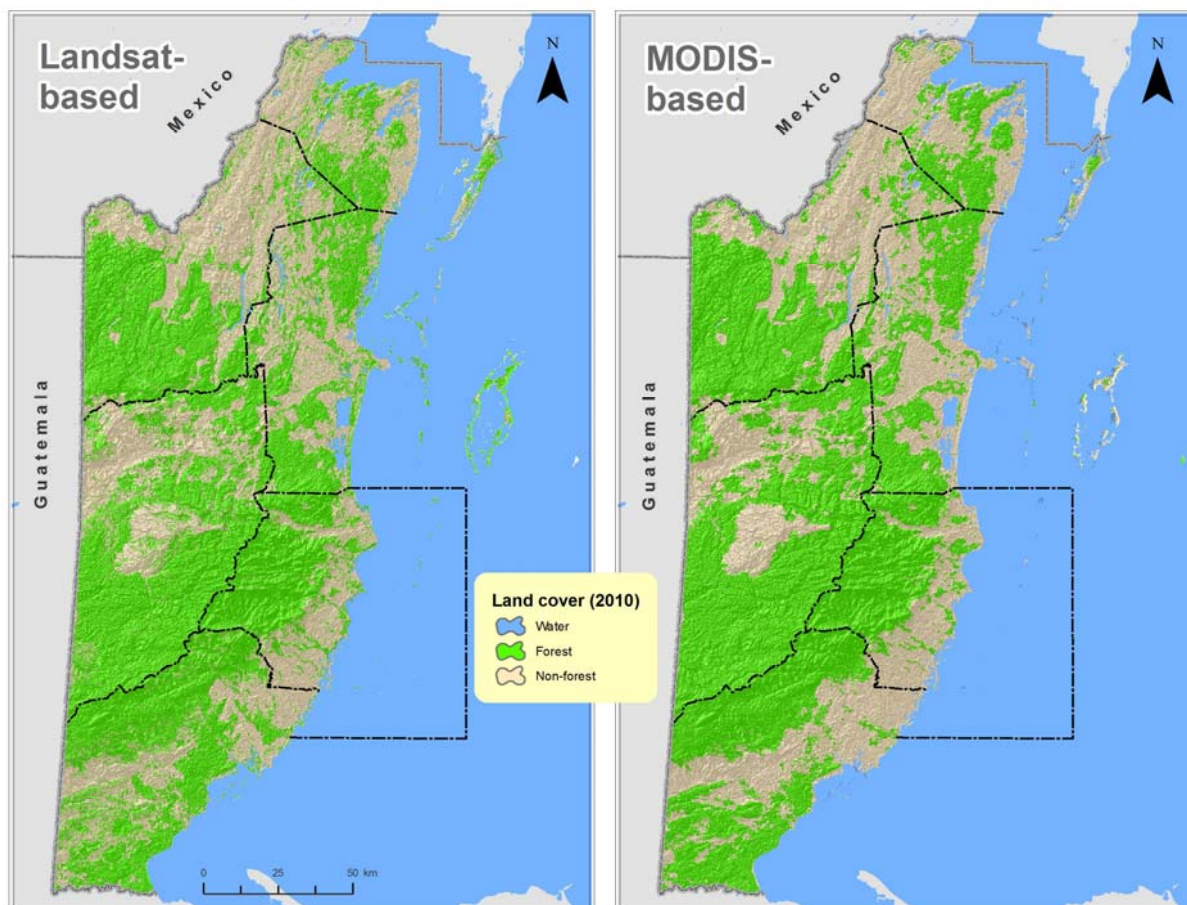 Landsat-
based
Mexico
N
Guatemala
0
25
50 km
MODIS-
based
Mexico
N
Guatemala
Land cover (2010)
Water
Forest
Non-forest